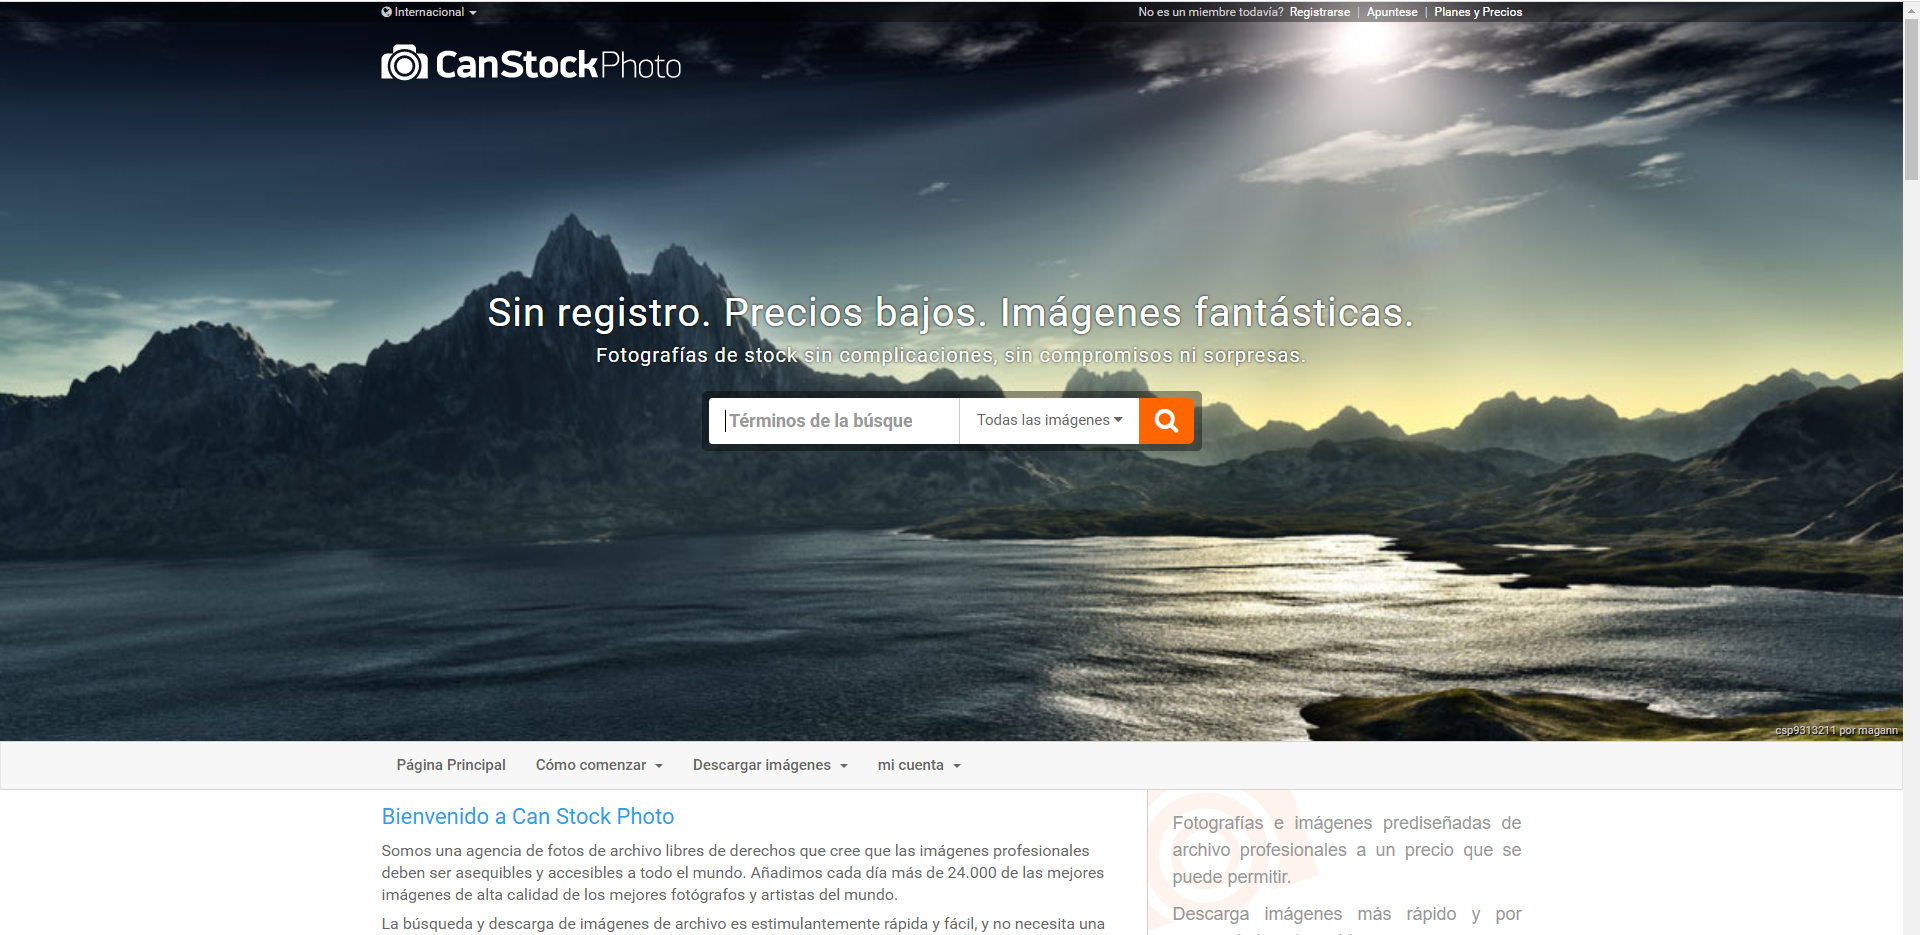 Internacional
No es un miembro todavía? Registrarse | Apuntese | Planes y Precios
CanStockPhoto
Sin registro. Precios bajos. Imágenes fantásticas.
Fotografías de stock sin complicaciones, sin compromisos ni sorpresas.
Términos de la búsque
Todas las imágenes
csp9313211 por magann
Página Principal
Cómo comenzar
Descargar imágenes
mi cuenta
Bienvenido a Can Stock Photo
Somos una agencia de fotos de archivo libres de derechos que cree que las imágenes profesionales
deben ser asequibles y accesibles a todo el mundo. Añadimos cada día más de 24.000 de las mejores
imágenes de alta calidad de los mejores fotógrafos y artistas del mundo.
La búsqueda y descarga de imágenes de archivo es estimulantemente rápida y fácil, y no necesita una
Fotografías e imágenes prediseñadas de
archivo profesionales a un precio que se
puede permitir.
Descarga imágenes más rápido y por